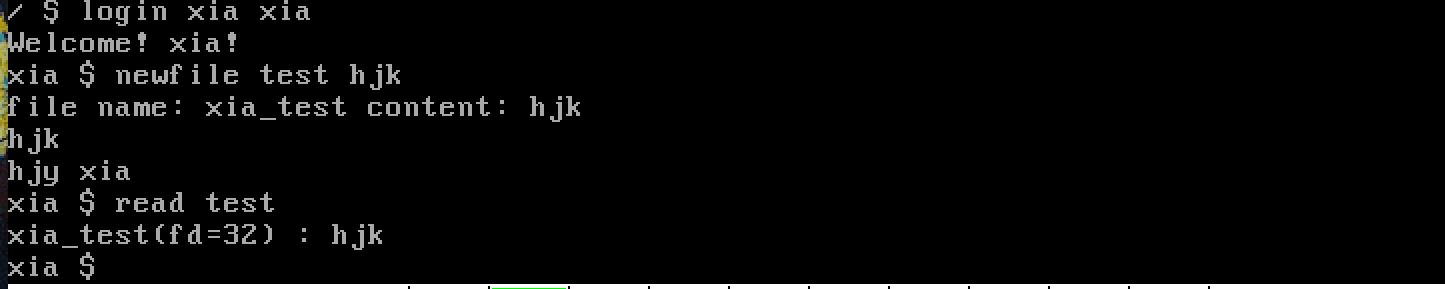 / $ login xia xia
Welcome! xia!
xia $ newfile test hjk
file name: xia_test content: hjk
hjk
hjy xia
xia $ read test
xia_test(fd=32) : hjk
xia $